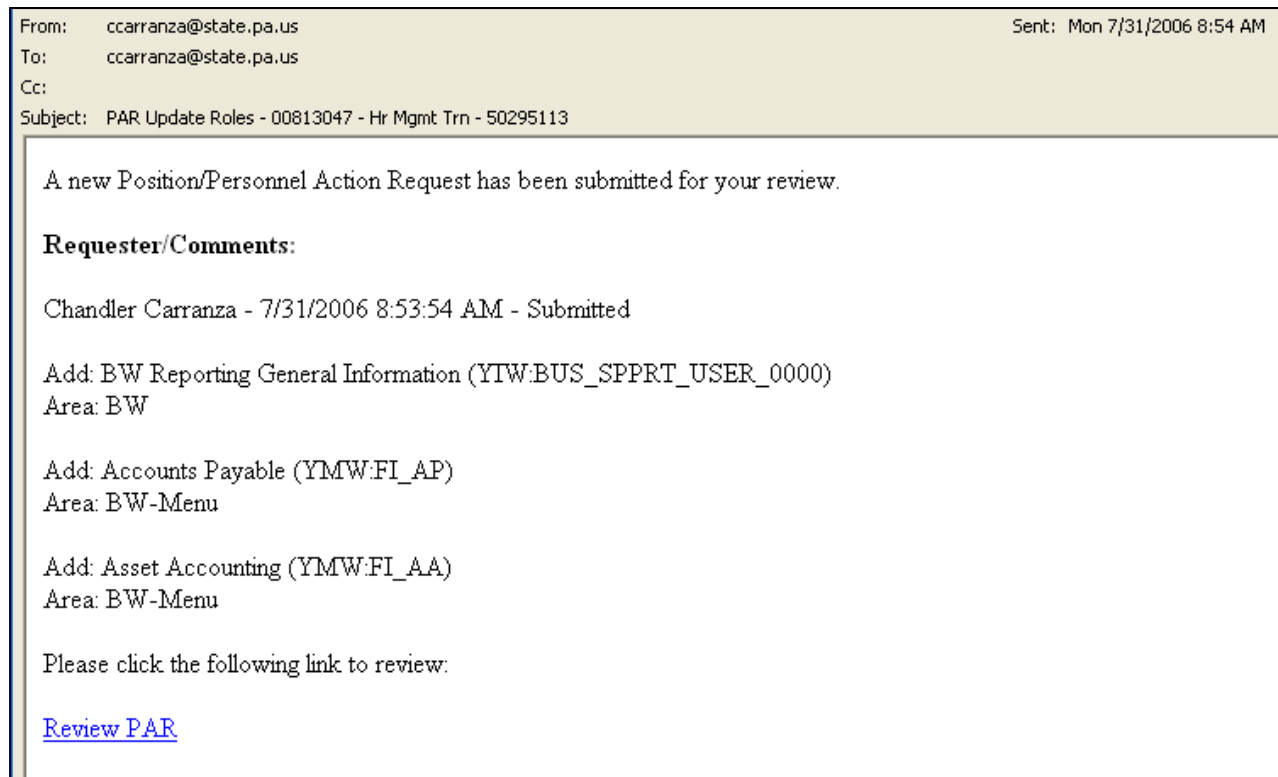 From: ccarranza@state.pa.us Sent: Mon 7/31/2006 8:54 AM
To: ccarranza@state.pa.us
Cc:
Subject: PAR Update Roles - 00813047 - Hr Mgmt Trn - 50295113
A new Position/Personnel Action Request has been submitted for your review.
Requester/Comments:
Chandler Carranza - 7/31/2006 8:53:54 AM - Submitted
Add: BW Reporting General Information (YTW:BUS_SPPRT_USER_0000)
Area: BW
Add: Accounts Payable (YMW:FI_AP)
Area: BW-Menu
Add: Asset Accounting (YMW:FI_AA)
Area: BW-Menu
Please click the following link to review:
Review PAR